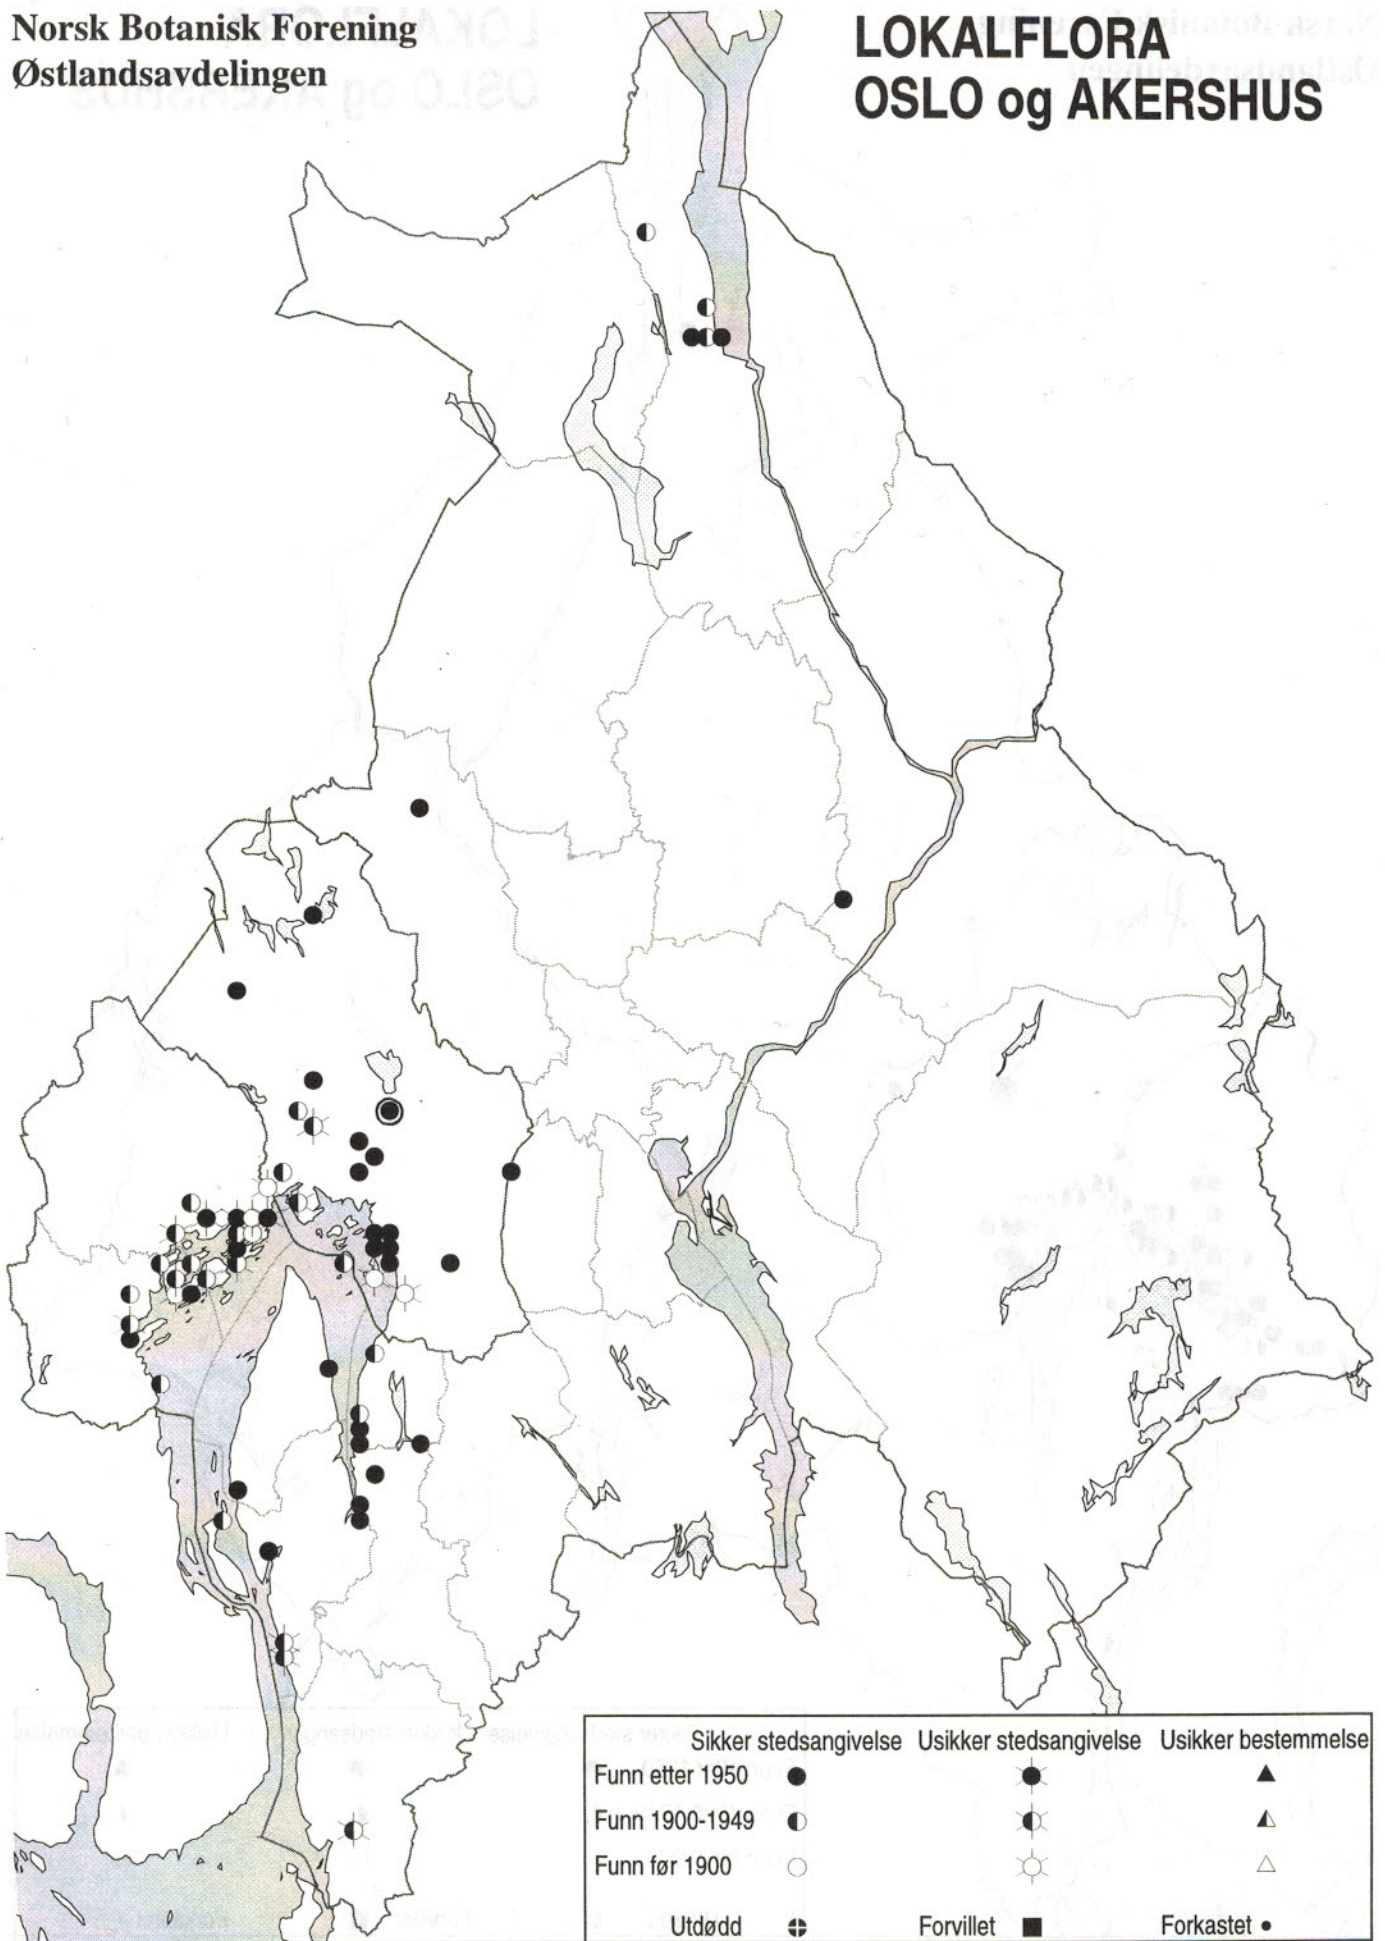 Norsk Botanisk Forening
Østlandsavdelingen
LOKALFLORA
OSLO og AKERSHUS
Sikker stedsangivelse Usikker stedsangivelse Usikker bestemmelse
Funn etter 1950
Funn 1900-1949
Funn før 1900
Utdødd Forvillet Forkastet